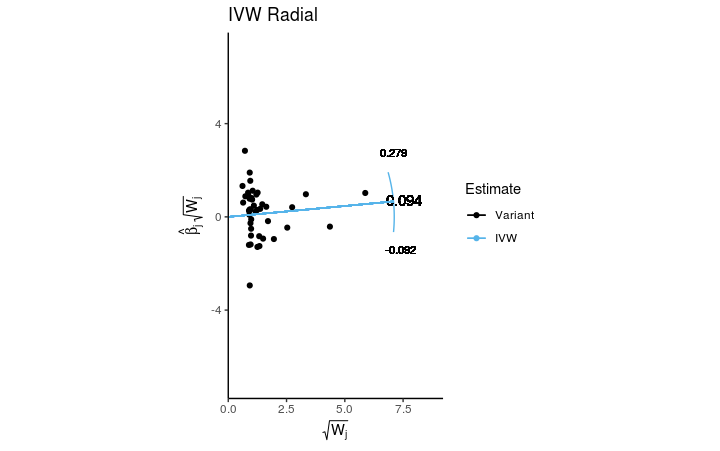 IVW Radial
4
0
-4
β̂ⱼ√Wⱼ
0.279
0.094
-0.092
0.0 2.5 5.0 7.5
√Wⱼ
Estimate
Variant
IVW